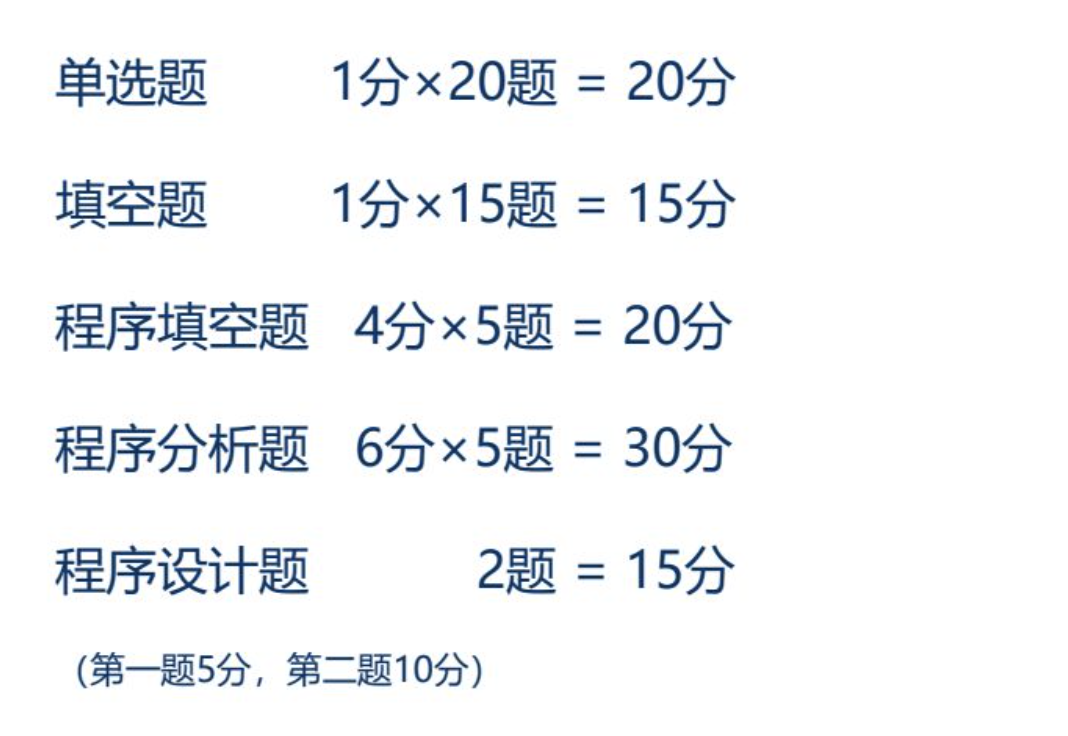 单选题 1分×20题 = 20分
填空题 1分×15题 = 15分
程序填空题 4分×5题 = 20分
程序分析题 6分×5题 = 30分
程序设计题 2题 = 15分
（第一题5分，第二题10分）